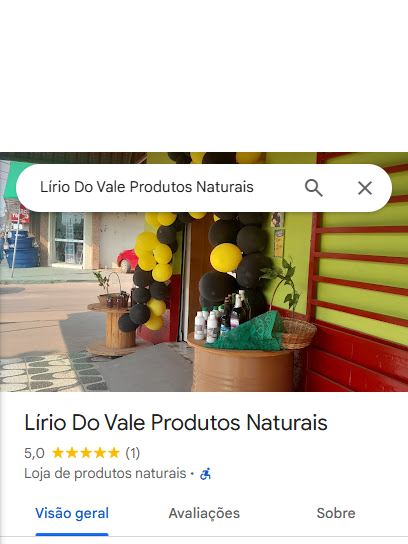 Lírio Do Vale Produtos Naturais
Lírio Do Vale Produtos Naturais
5,0 (1)
Loja de produtos naturais ·
Visão geral
Avaliações
Sobre